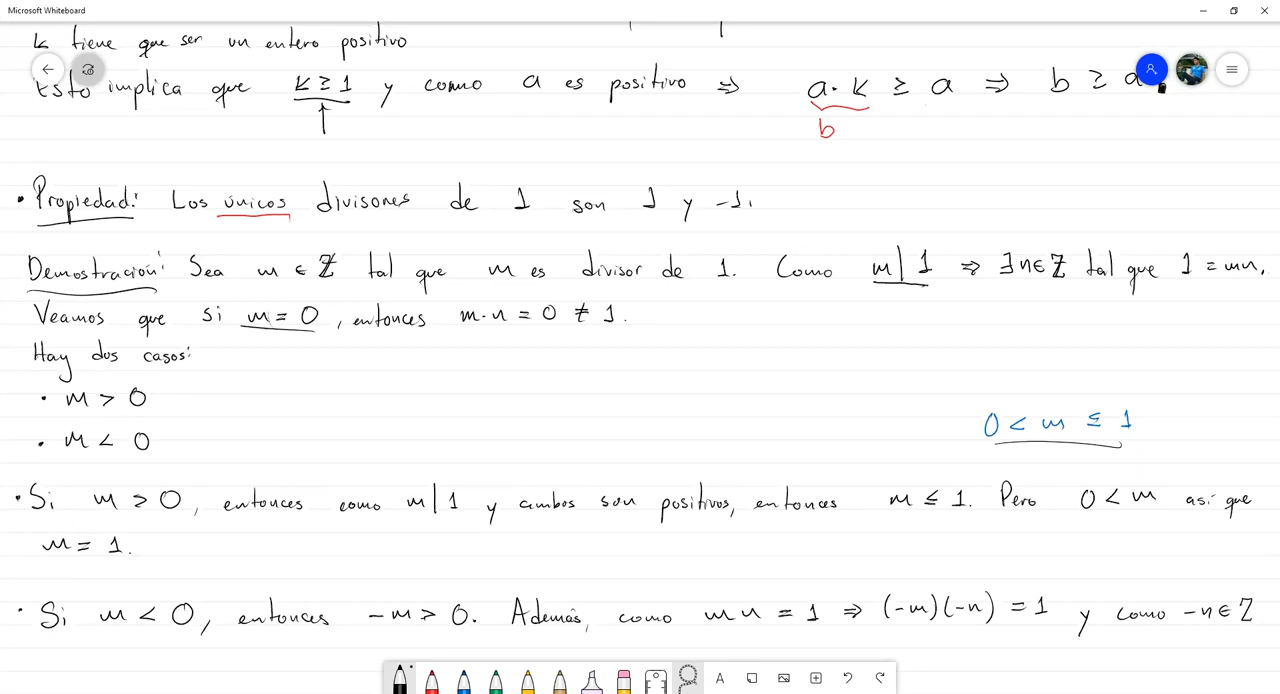 Microsoft Whiteboard
k tiene que ser un entero positivo
Esto implica que k ≥ 1 y como a es positivo ⇒ a·k ≥ a ⇒ b ≥ a
b
• Propiedad: Los únicos divisores de 1 son 1 y -1.
Demostración: Sea m ∈ ℤ tal que m es divisor de 1. Como m|1 ⇒ ∃n∈ℤ tal que 1 = mn.
Veamos que si m = 0, entonces m·n = 0 ≠ 1.
Hay dos casos:
• m > 0
• m < 0
0 < m ≤ 1
• Si m > 0, entonces como m|1 y ambos son positivos, entonces m ≤ 1. Pero 0 < m así que
m = 1.
• Si m < 0, entonces -m > 0. Además, como mn = 1 ⇒ (-m)(-n) = 1 y como -n ∈ ℤ
A